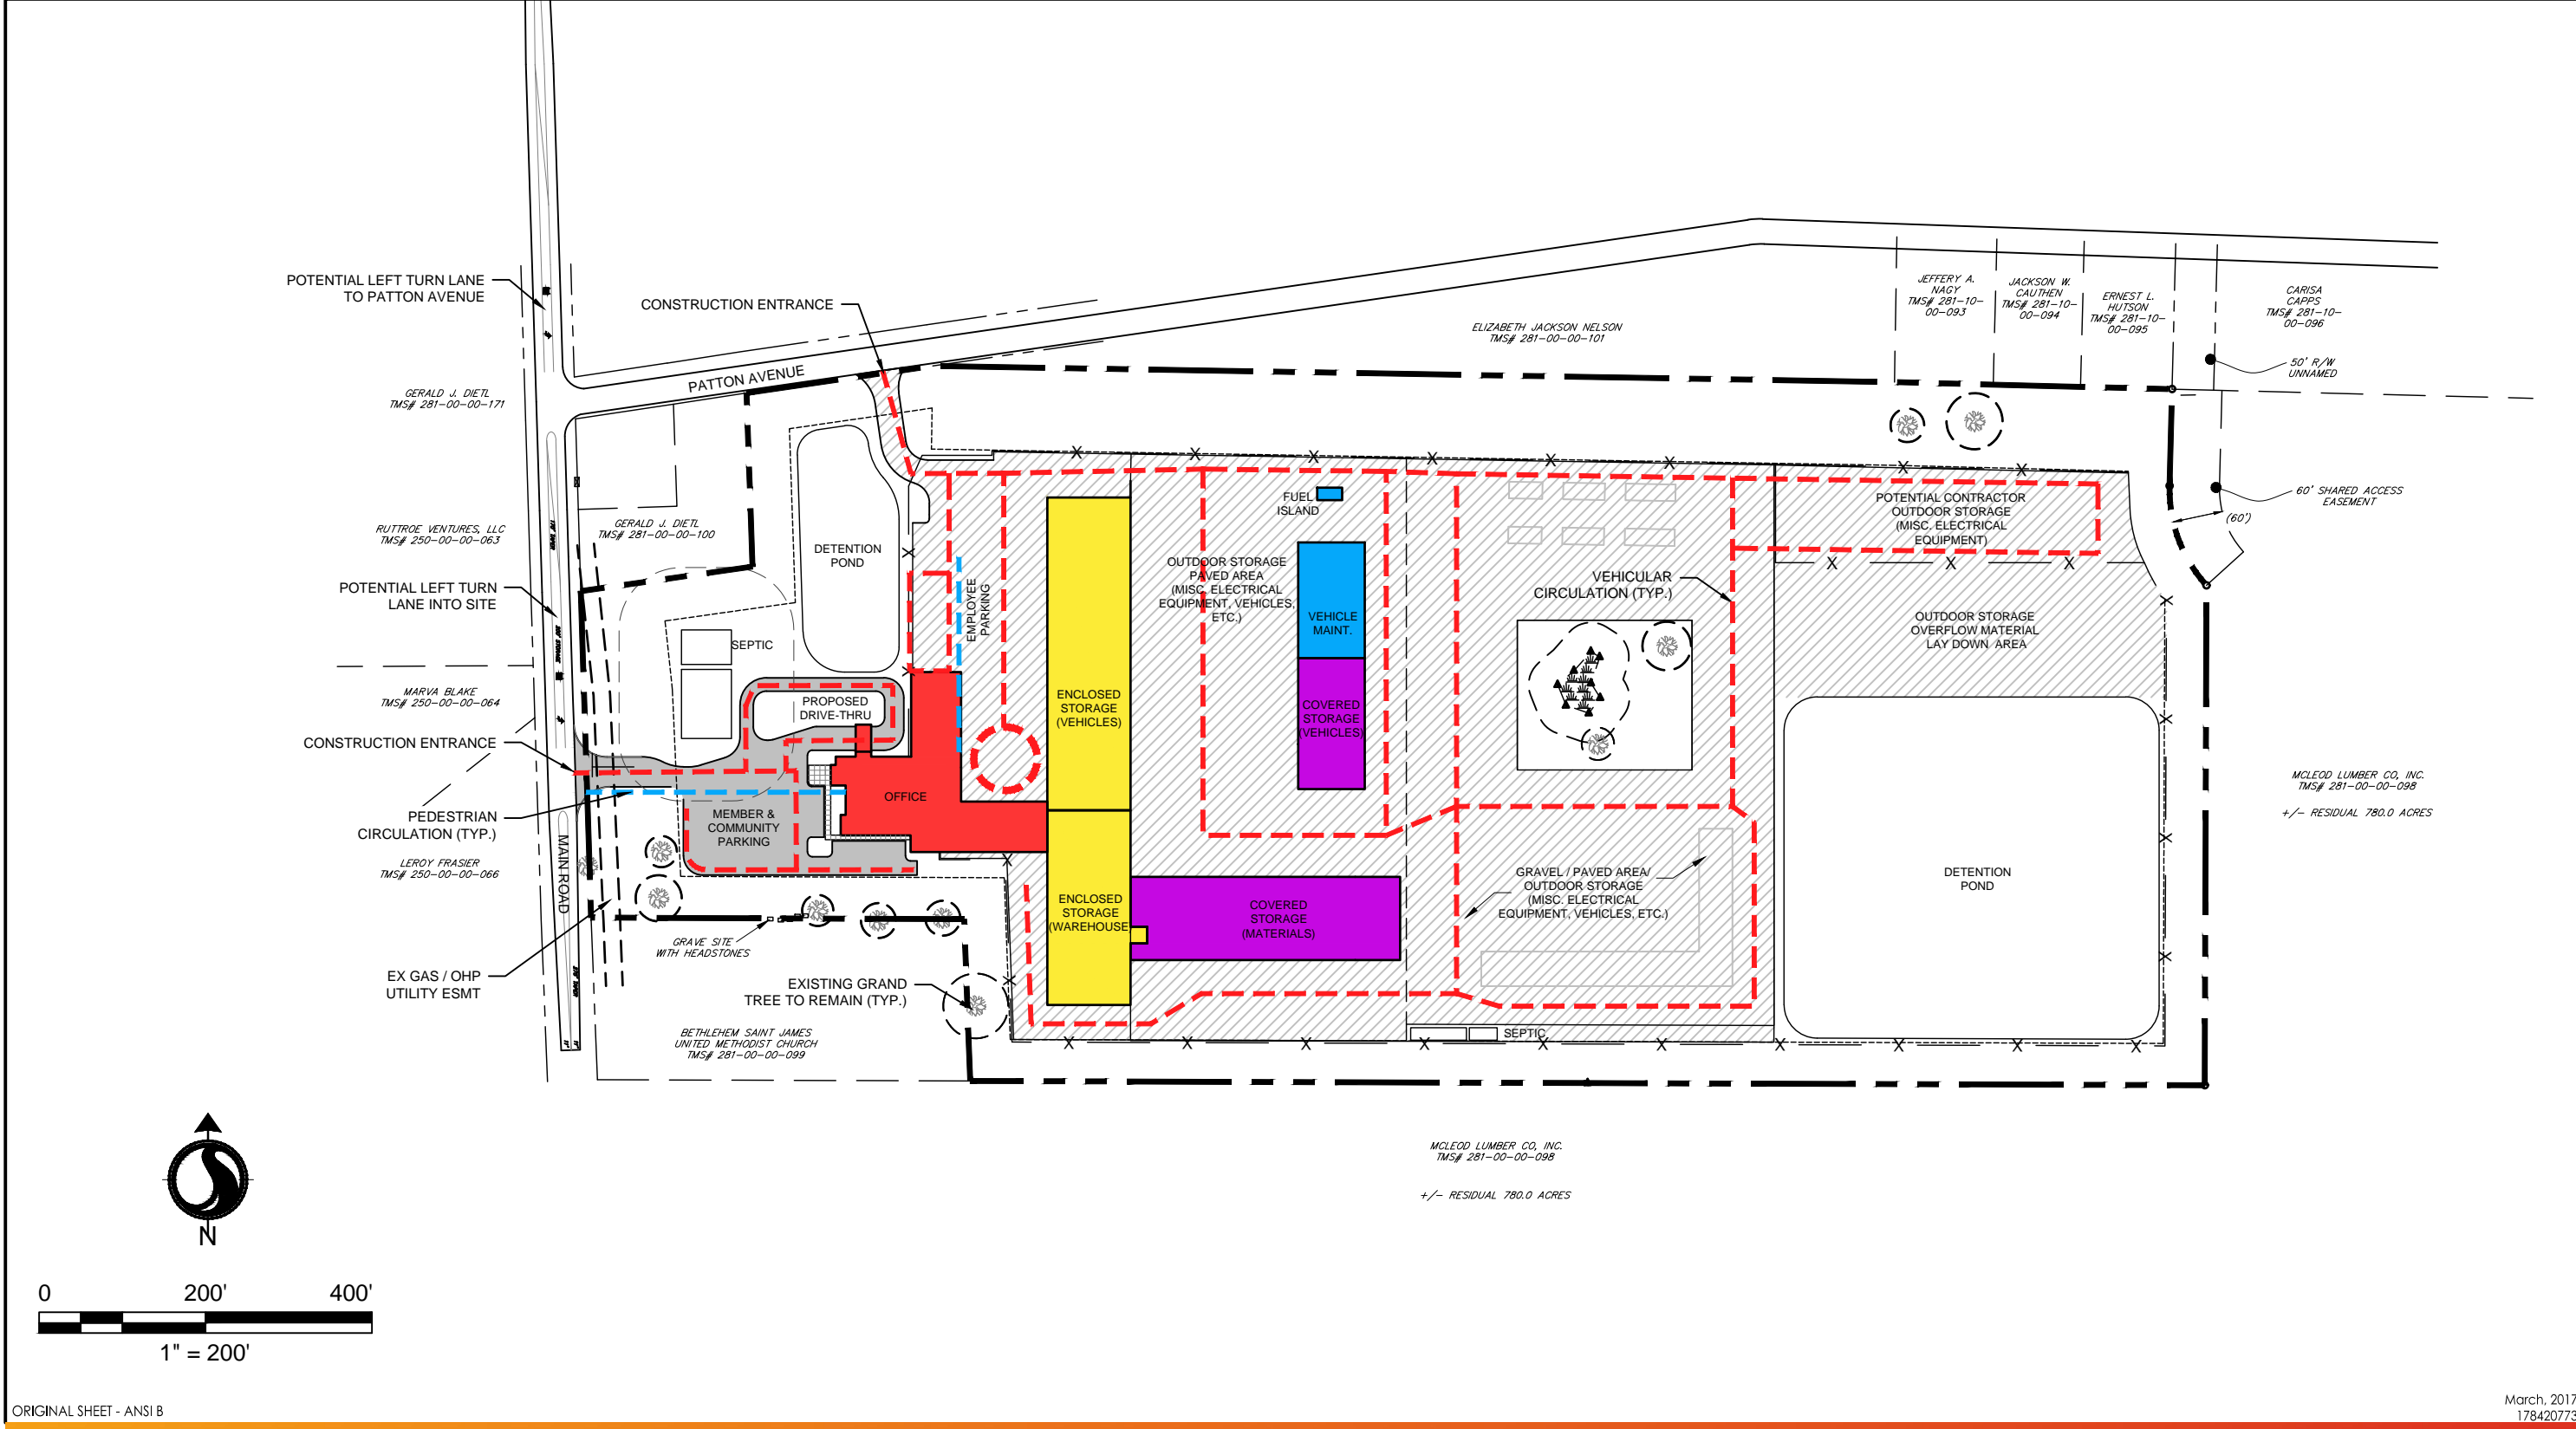 POTENTIAL LEFT TURN LANE
TO PATTON AVENUE
CONSTRUCTION ENTRANCE
PATTON AVENUE
GERALD J. DIETL
TMS# 281-00-00-171
ELIZABETH JACKSON NELSON
TMS# 281-00-00-101
JEFFERY A.
NAGY
TMS# 281-10-
00-093
JACKSON W.
CAUTHEN
TMS# 281-10-
00-094
ERNEST L.
HUTSON
TMS# 281-10-
00-095
CARISA
CAPPS
TMS# 281-10-
00-096
50' R/W
UNNAMED
60' SHARED ACCESS
EASEMENT
(60')
RUTTROE VENTURES, LLC
TMS# 250-00-00-063
GERALD J. DIETL
TMS# 281-00-00-100
DETENTION
POND
POTENTIAL LEFT TURN
LANE INTO SITE
SEPTIC
MARVA BLAKE
TMS# 250-00-00-064
PROPOSED
DRIVE-THRU
CONSTRUCTION ENTRANCE
PEDESTRIAN
CIRCULATION (TYP.)
MEMBER &
COMMUNITY
PARKING
OFFICE
LEROY FRASIER
TMS# 250-00-00-066
MAIN ROAD
EX GAS / OHP
UTILITY ESMT
GRAVE SITE
WITH HEADSTONES
EXISTING GRAND
TREE TO REMAIN (TYP.)
BETHLEHEM SAINT JAMES
UNITED METHODIST CHURCH
TMS# 281-00-00-099
EMPLOYEE
PARKING
ENCLOSED
STORAGE
(VEHICLES)
ENCLOSED
STORAGE
(WAREHOUSE)
FUEL
ISLAND
OUTDOOR STORAGE
PAVED AREA
(MISC. ELECTRICAL
EQUIPMENT, VEHICLES,
ETC.)
VEHICLE
MAINT.
COVERED
STORAGE
(VEHICLES)
COVERED
STORAGE
(MATERIALS)
VEHICULAR
CIRCULATION (TYP.)
GRAVEL / PAVED AREA/
OUTDOOR STORAGE
(MISC. ELECTRICAL
EQUIPMENT, VEHICLES, ETC.)
SEPTIC
POTENTIAL CONTRACTOR
OUTDOOR STORAGE
(MISC. ELECTRICAL
EQUIPMENT)
OUTDOOR STORAGE
OVERFLOW MATERIAL
LAY DOWN AREA
DETENTION
POND
MCLEOD LUMBER CO, INC.
TMS# 281-00-00-098
+/- RESIDUAL 780.0 ACRES
MCLEOD LUMBER CO, INC.
TMS# 281-00-00-098
+/- RESIDUAL 780.0 ACRES
N
0 200' 400'
1" = 200'
ORIGINAL SHEET - ANSI B
March, 2017
178420773